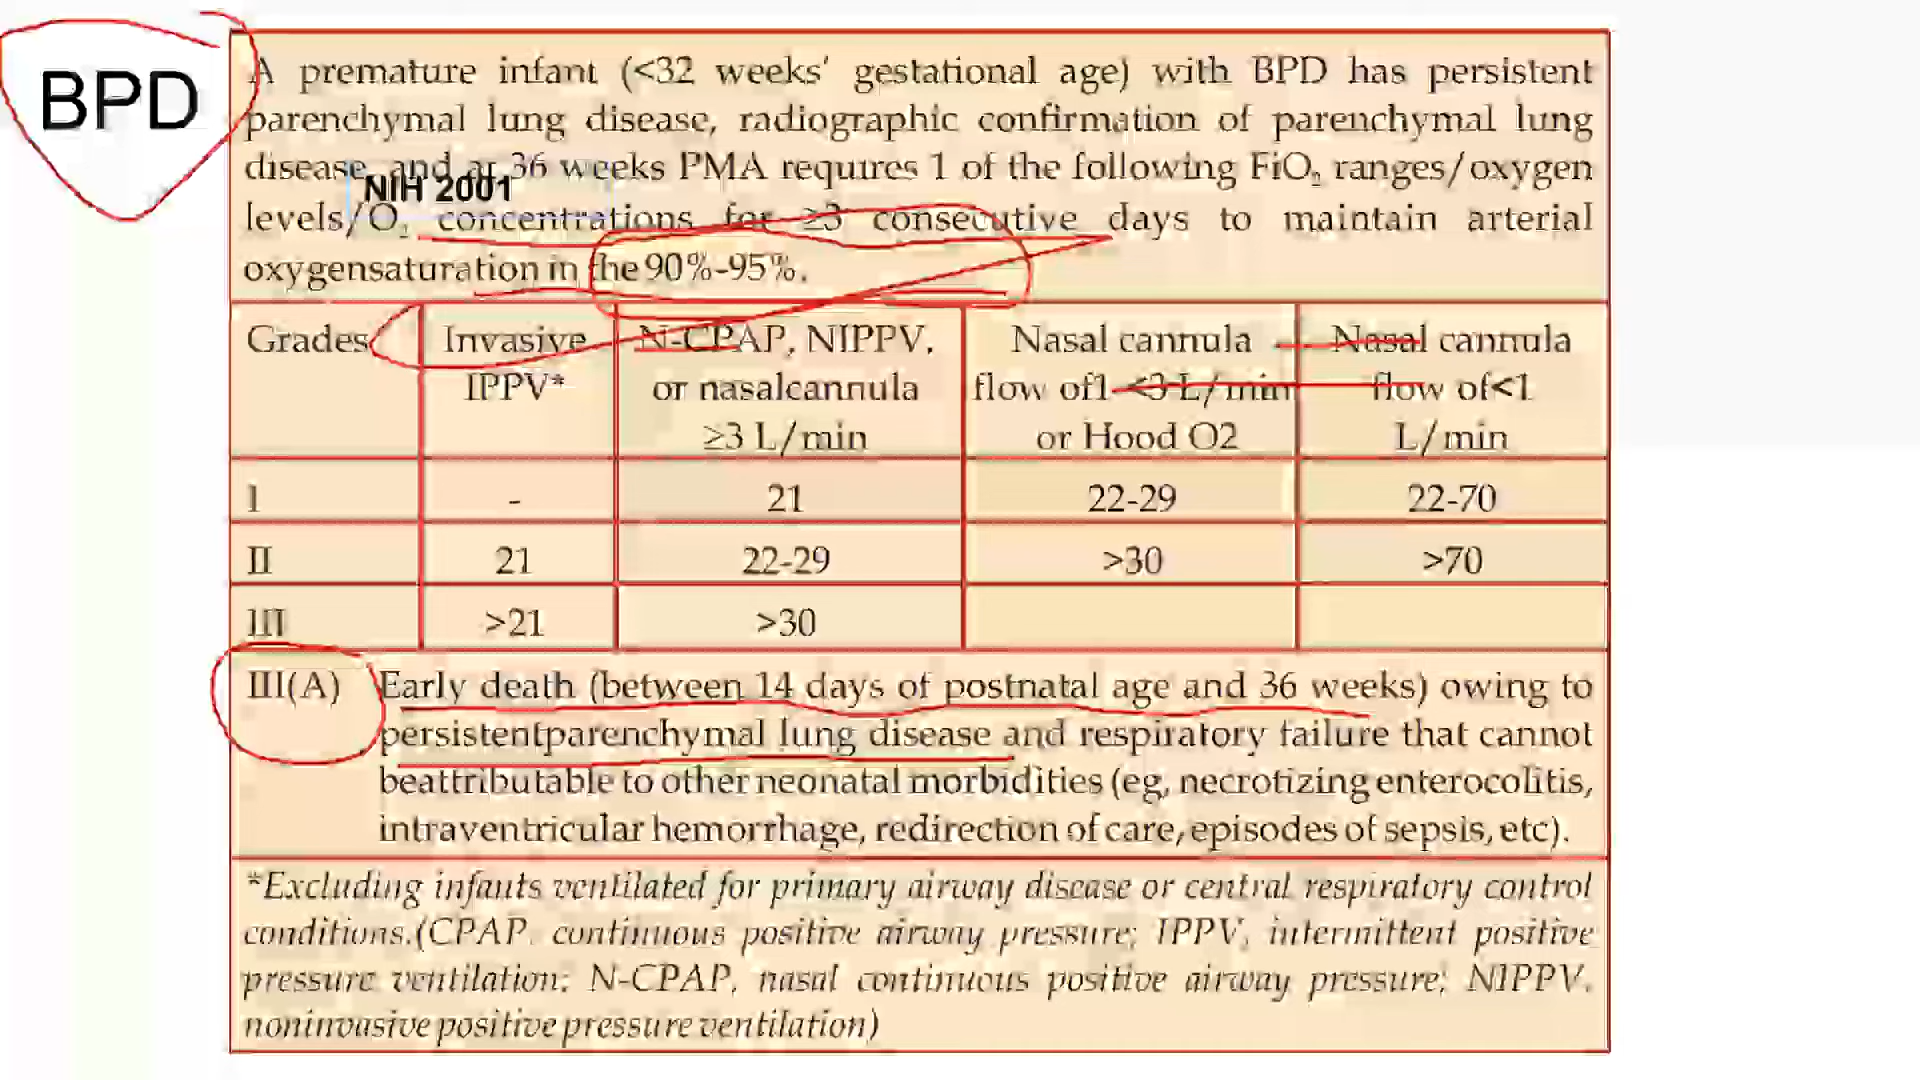 BPD
A premature infant (<32 weeks' gestational age) with BPD has persistent
parenchymal lung disease, radiographic confirmation of parenchymal lung
disease, and at 36 weeks PMA requires 1 of the following FiO₂ ranges/oxygen
NIH 2001
levels/O₂ concentrations for ≥3 consecutive days to maintain arterial
oxygensaturation in the 90%-95%.
Grades Invasive N-CPAP, NIPPV, Nasal cannula Nasal cannula
IPPV* or nasalcannula flow of1-<3 L/min flow of<1
≥3 L/min or Hood O2 L/min
I - 21 22-29 22-70
II 21 22-29 >30 >70
III >21 >30
III(A) Early death (between 14 days of postnatal age and 36 weeks) owing to
persistentparenchymal lung disease and respiratory failure that cannot
beattributable to other neonatal morbidities (eg, necrotizing enterocolitis,
intraventricular hemorrhage, redirection of care, episodes of sepsis, etc).
*Excluding infants ventilated for primary airway disease or central respiratory control
conditions.(CPAP, continuous positive airway pressure; IPPV, intermittent positive
pressure ventilation; N-CPAP, nasal continuous positive airway pressure; NIPPV,
noninvasive positive pressure ventilation)